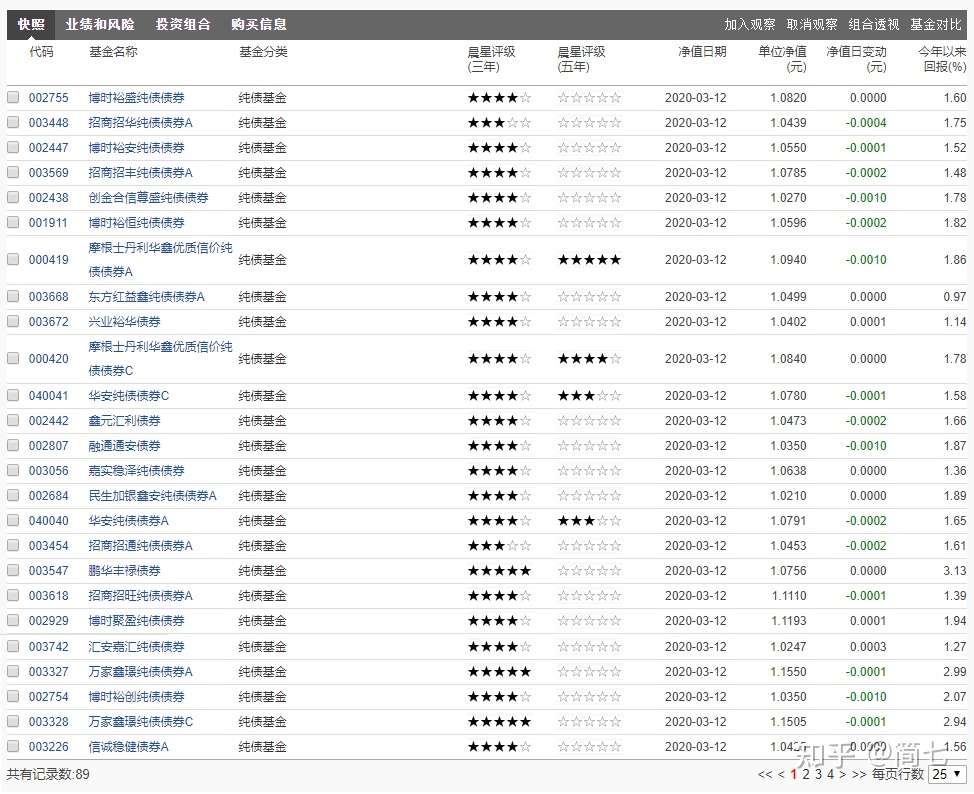 快照 业绩和风险 投资组合 购买信息 加入观察 取消观察 组合透视 基金对比
代码 基金名称 基金分类 晨星评级 晨星评级 净值日期 单位净值 净值日变动 今年以来
(三年) (五年) (元) (元) 回报(%)
002755 博时裕盛纯债债券 纯债基金 ★★★★☆ ☆☆☆☆☆ 2020-03-12 1.0820 0.0000 1.60
003448 招商招华纯债债券A 纯债基金 ★★★☆☆ ☆☆☆☆☆ 2020-03-12 1.0439 -0.0004 1.75
002447 博时裕安纯债债券 纯债基金 ★★★★☆ ☆☆☆☆☆ 2020-03-12 1.0550 -0.0001 1.52
003569 招商招丰纯债债券A 纯债基金 ★★★★☆ ☆☆☆☆☆ 2020-03-12 1.0785 -0.0002 1.48
002438 创金合信尊盛纯债债券 纯债基金 ★★★★☆ ☆☆☆☆☆ 2020-03-12 1.0270 -0.0010 1.78
001911 博时裕恒纯债债券 纯债基金 ★★★★☆ ☆☆☆☆☆ 2020-03-12 1.0596 -0.0002 1.82
摩根士丹利华鑫优质信价纯
000419 纯债基金 ★★★★☆ ★★★★★ 2020-03-12 1.0940 -0.0010 1.86
债债券A
003668 东方红益鑫纯债债券A 纯债基金 ★★★★☆ ☆☆☆☆☆ 2020-03-12 1.0499 0.0000 0.97
003672 兴业裕华债券 纯债基金 ★★★★☆ ☆☆☆☆☆ 2020-03-12 1.0402 0.0001 1.14
摩根士丹利华鑫优质信价纯
000420 纯债基金 ★★★★☆ ★★★★☆ 2020-03-12 1.0840 0.0000 1.78
债债券C
040041 华安纯债债券C 纯债基金 ★★★★☆ ★★★☆☆ 2020-03-12 1.0780 -0.0001 1.58
002442 鑫元汇利债券 纯债基金 ★★★★☆ ☆☆☆☆☆ 2020-03-12 1.0473 -0.0002 1.66
002807 融通通安债券 纯债基金 ★★★★☆ ☆☆☆☆☆ 2020-03-12 1.0350 -0.0010 1.87
003056 嘉实稳泽纯债债券 纯债基金 ★★★★☆ ☆☆☆☆☆ 2020-03-12 1.0638 0.0000 1.36
002684 民生加银鑫安纯债债券A 纯债基金 ★★★★☆ ☆☆☆☆☆ 2020-03-12 1.0210 0.0000 1.89
040040 华安纯债债券A 纯债基金 ★★★★☆ ★★★☆☆ 2020-03-12 1.0791 -0.0002 1.65
003454 招商招通纯债债券A 纯债基金 ★★★☆☆ ☆☆☆☆☆ 2020-03-12 1.0453 -0.0002 1.61
003547 鹏华丰禄债券 纯债基金 ★★★★★ ☆☆☆☆☆ 2020-03-12 1.0756 0.0000 3.13
003618 招商招旺纯债债券A 纯债基金 ★★★★☆ ☆☆☆☆☆ 2020-03-12 1.1110 -0.0001 1.39
002929 博时聚盈纯债债券 纯债基金 ★★★★☆ ☆☆☆☆☆ 2020-03-12 1.1193 0.0001 1.94
003742 汇安嘉汇纯债债券 纯债基金 ★★★★☆ ☆☆☆☆☆ 2020-03-12 1.0247 0.0003 1.27
003327 万家鑫璟纯债债券A 纯债基金 ★★★★★ ☆☆☆☆☆ 2020-03-12 1.1550 -0.0001 2.99
002754 博时裕创纯债债券 纯债基金 ★★★★☆ ☆☆☆☆☆ 2020-03-12 1.0350 -0.0010 2.07
003328 万家鑫璟纯债债券C 纯债基金 ★★★★★ ☆☆☆☆☆ 2020-03-12 1.1505 -0.0001 2.94
003226 信诚稳健债券A 纯债基金 ★★★★☆ ☆☆☆☆☆ 2020-03-12 0.0000 1.56
知乎 @简七
共有记录数:89 << < 1 2 3 4 > >> 每页行数 25